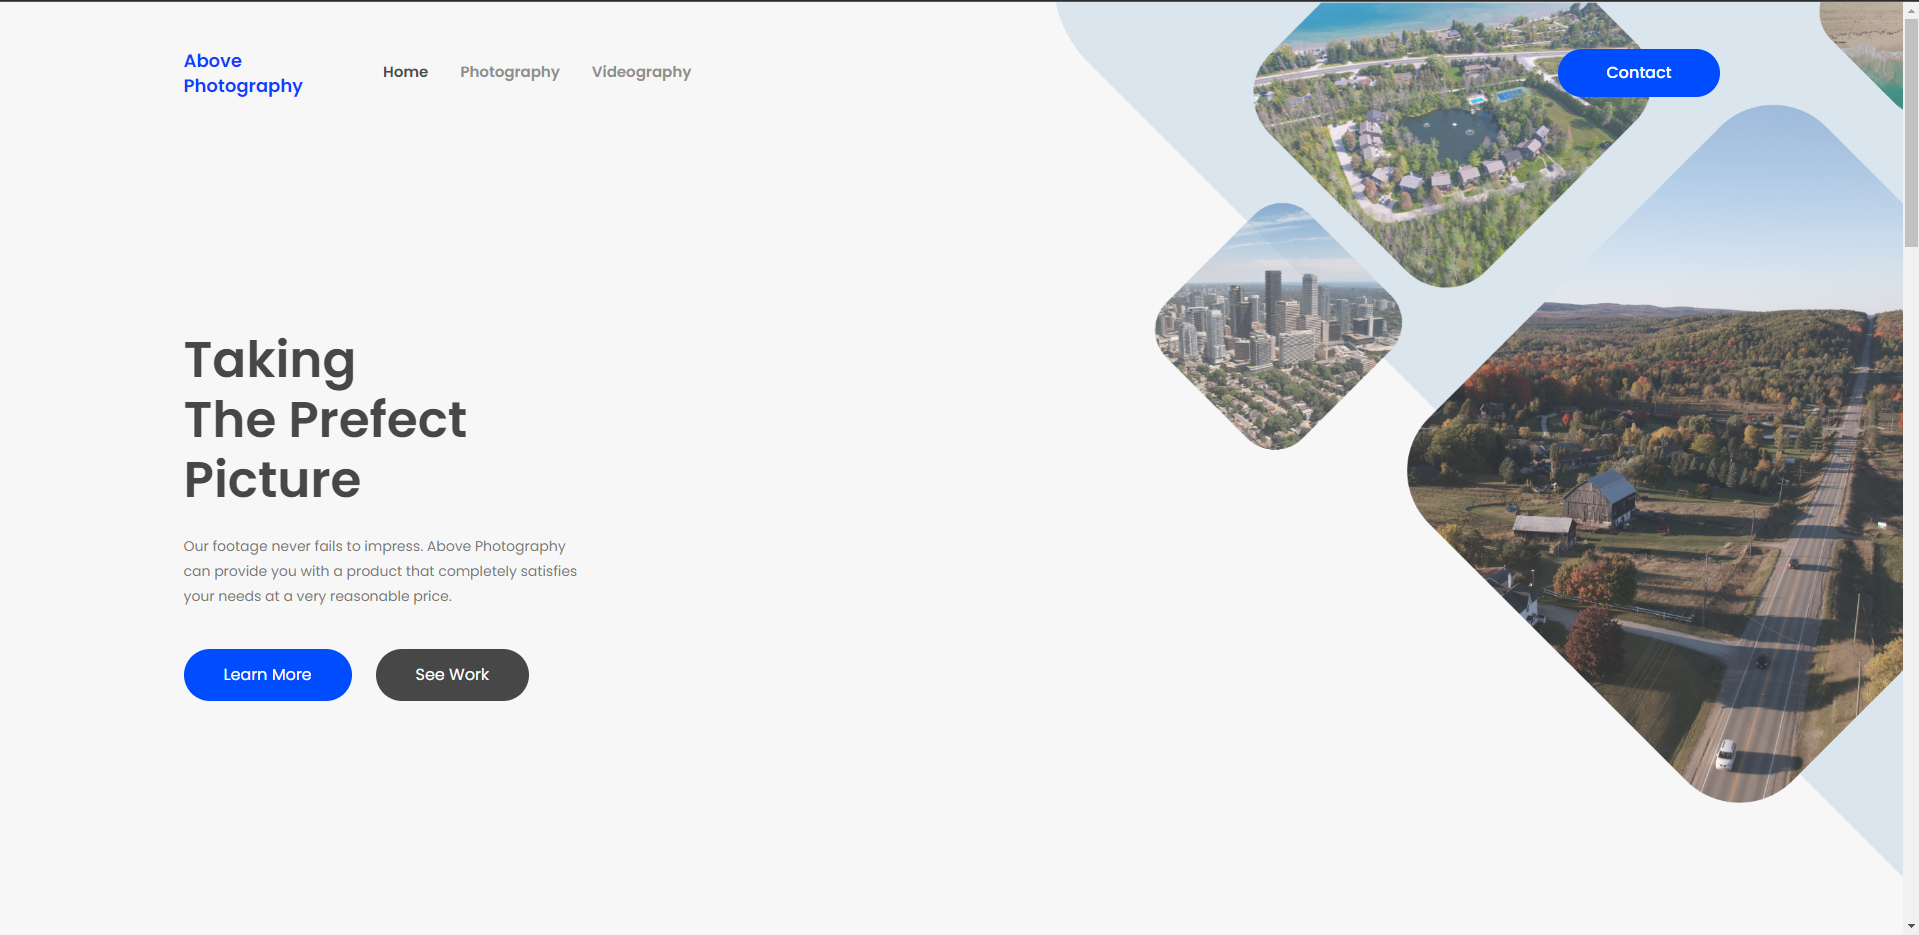 Above
Photography
Home
Photography
Videography
Contact
Taking
The Prefect
Picture
Our footage never fails to impress. Above Photography
can provide you with a product that completely satisfies
your needs at a very reasonable price.
Learn More
See Work